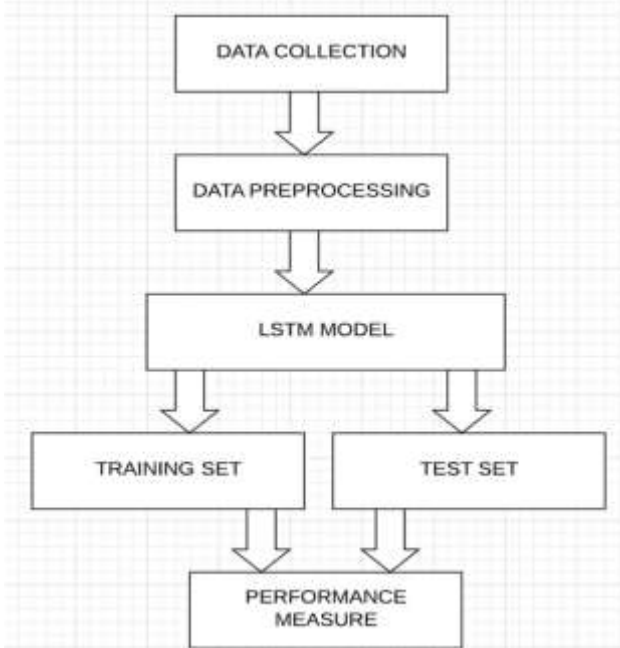 DATA COLLECTION
DATA PREPROCESSING
LSTM MODEL
TRAINING SET
TEST SET
PERFORMANCE
MEASURE